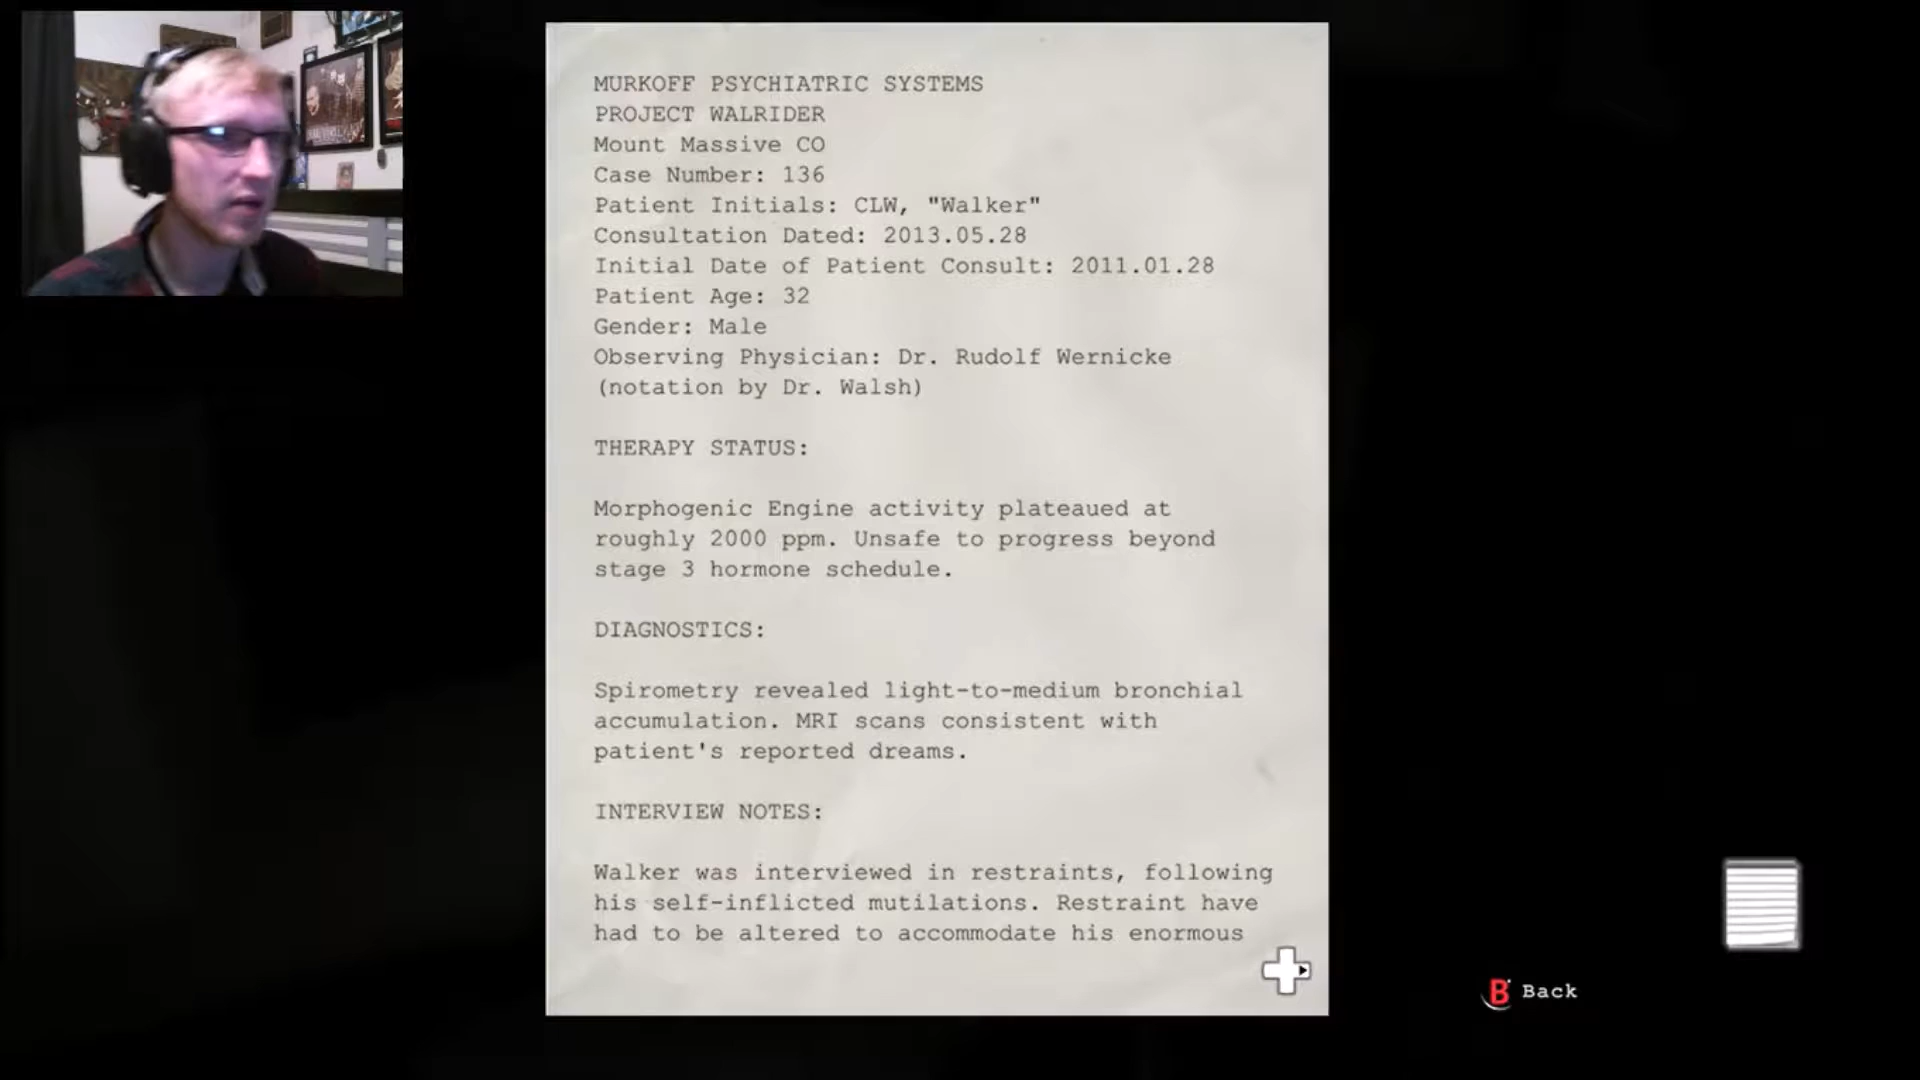 MURKOFF PSYCHIATRIC SYSTEMS
PROJECT WALRIDER
Mount Massive CO
Case Number: 136
Patient Initials: CLW, "Walker"
Consultation Dated: 2013.05.28
Initial Date of Patient Consult: 2011.01.28
Patient Age: 32
Gender: Male
Observing Physician: Dr. Rudolf Wernicke
(notation by Dr. Walsh)
THERAPY STATUS:
Morphogenic Engine activity plateaued at
roughly 2000 ppm. Unsafe to progress beyond
stage 3 hormone schedule.
DIAGNOSTICS:
Spirometry revealed light-to-medium bronchial
accumulation. MRI scans consistent with
patient's reported dreams.
INTERVIEW NOTES:
Walker was interviewed in restraints, following
his self-inflicted mutilations. Restraint have
had to be altered to accommodate his enormous
B Back